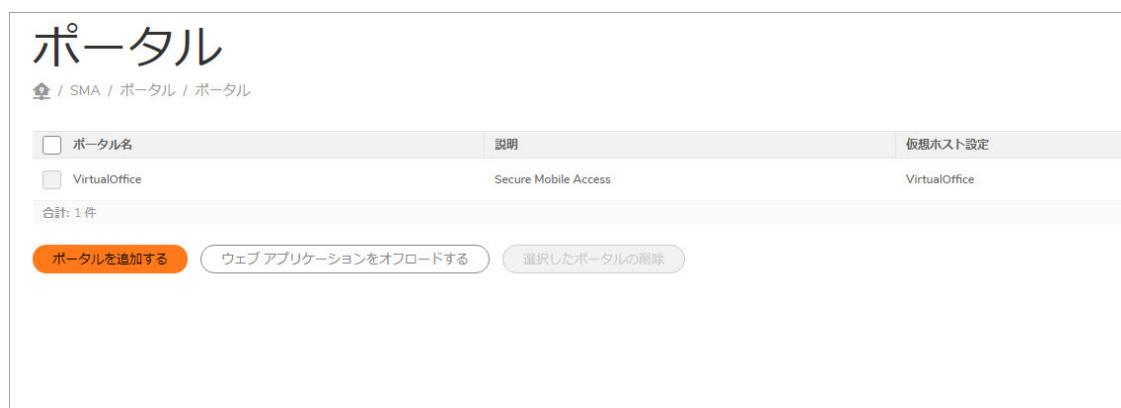 ポータル
/ SMA / ポータル / ポータル
ポータル名 説明 仮想ホスト設定
VirtualOffice Secure Mobile Access VirtualOffice
合計: 1 件
ポータルを追加する ウェブ アプリケーションをオフロードする 選択したポータルの削除